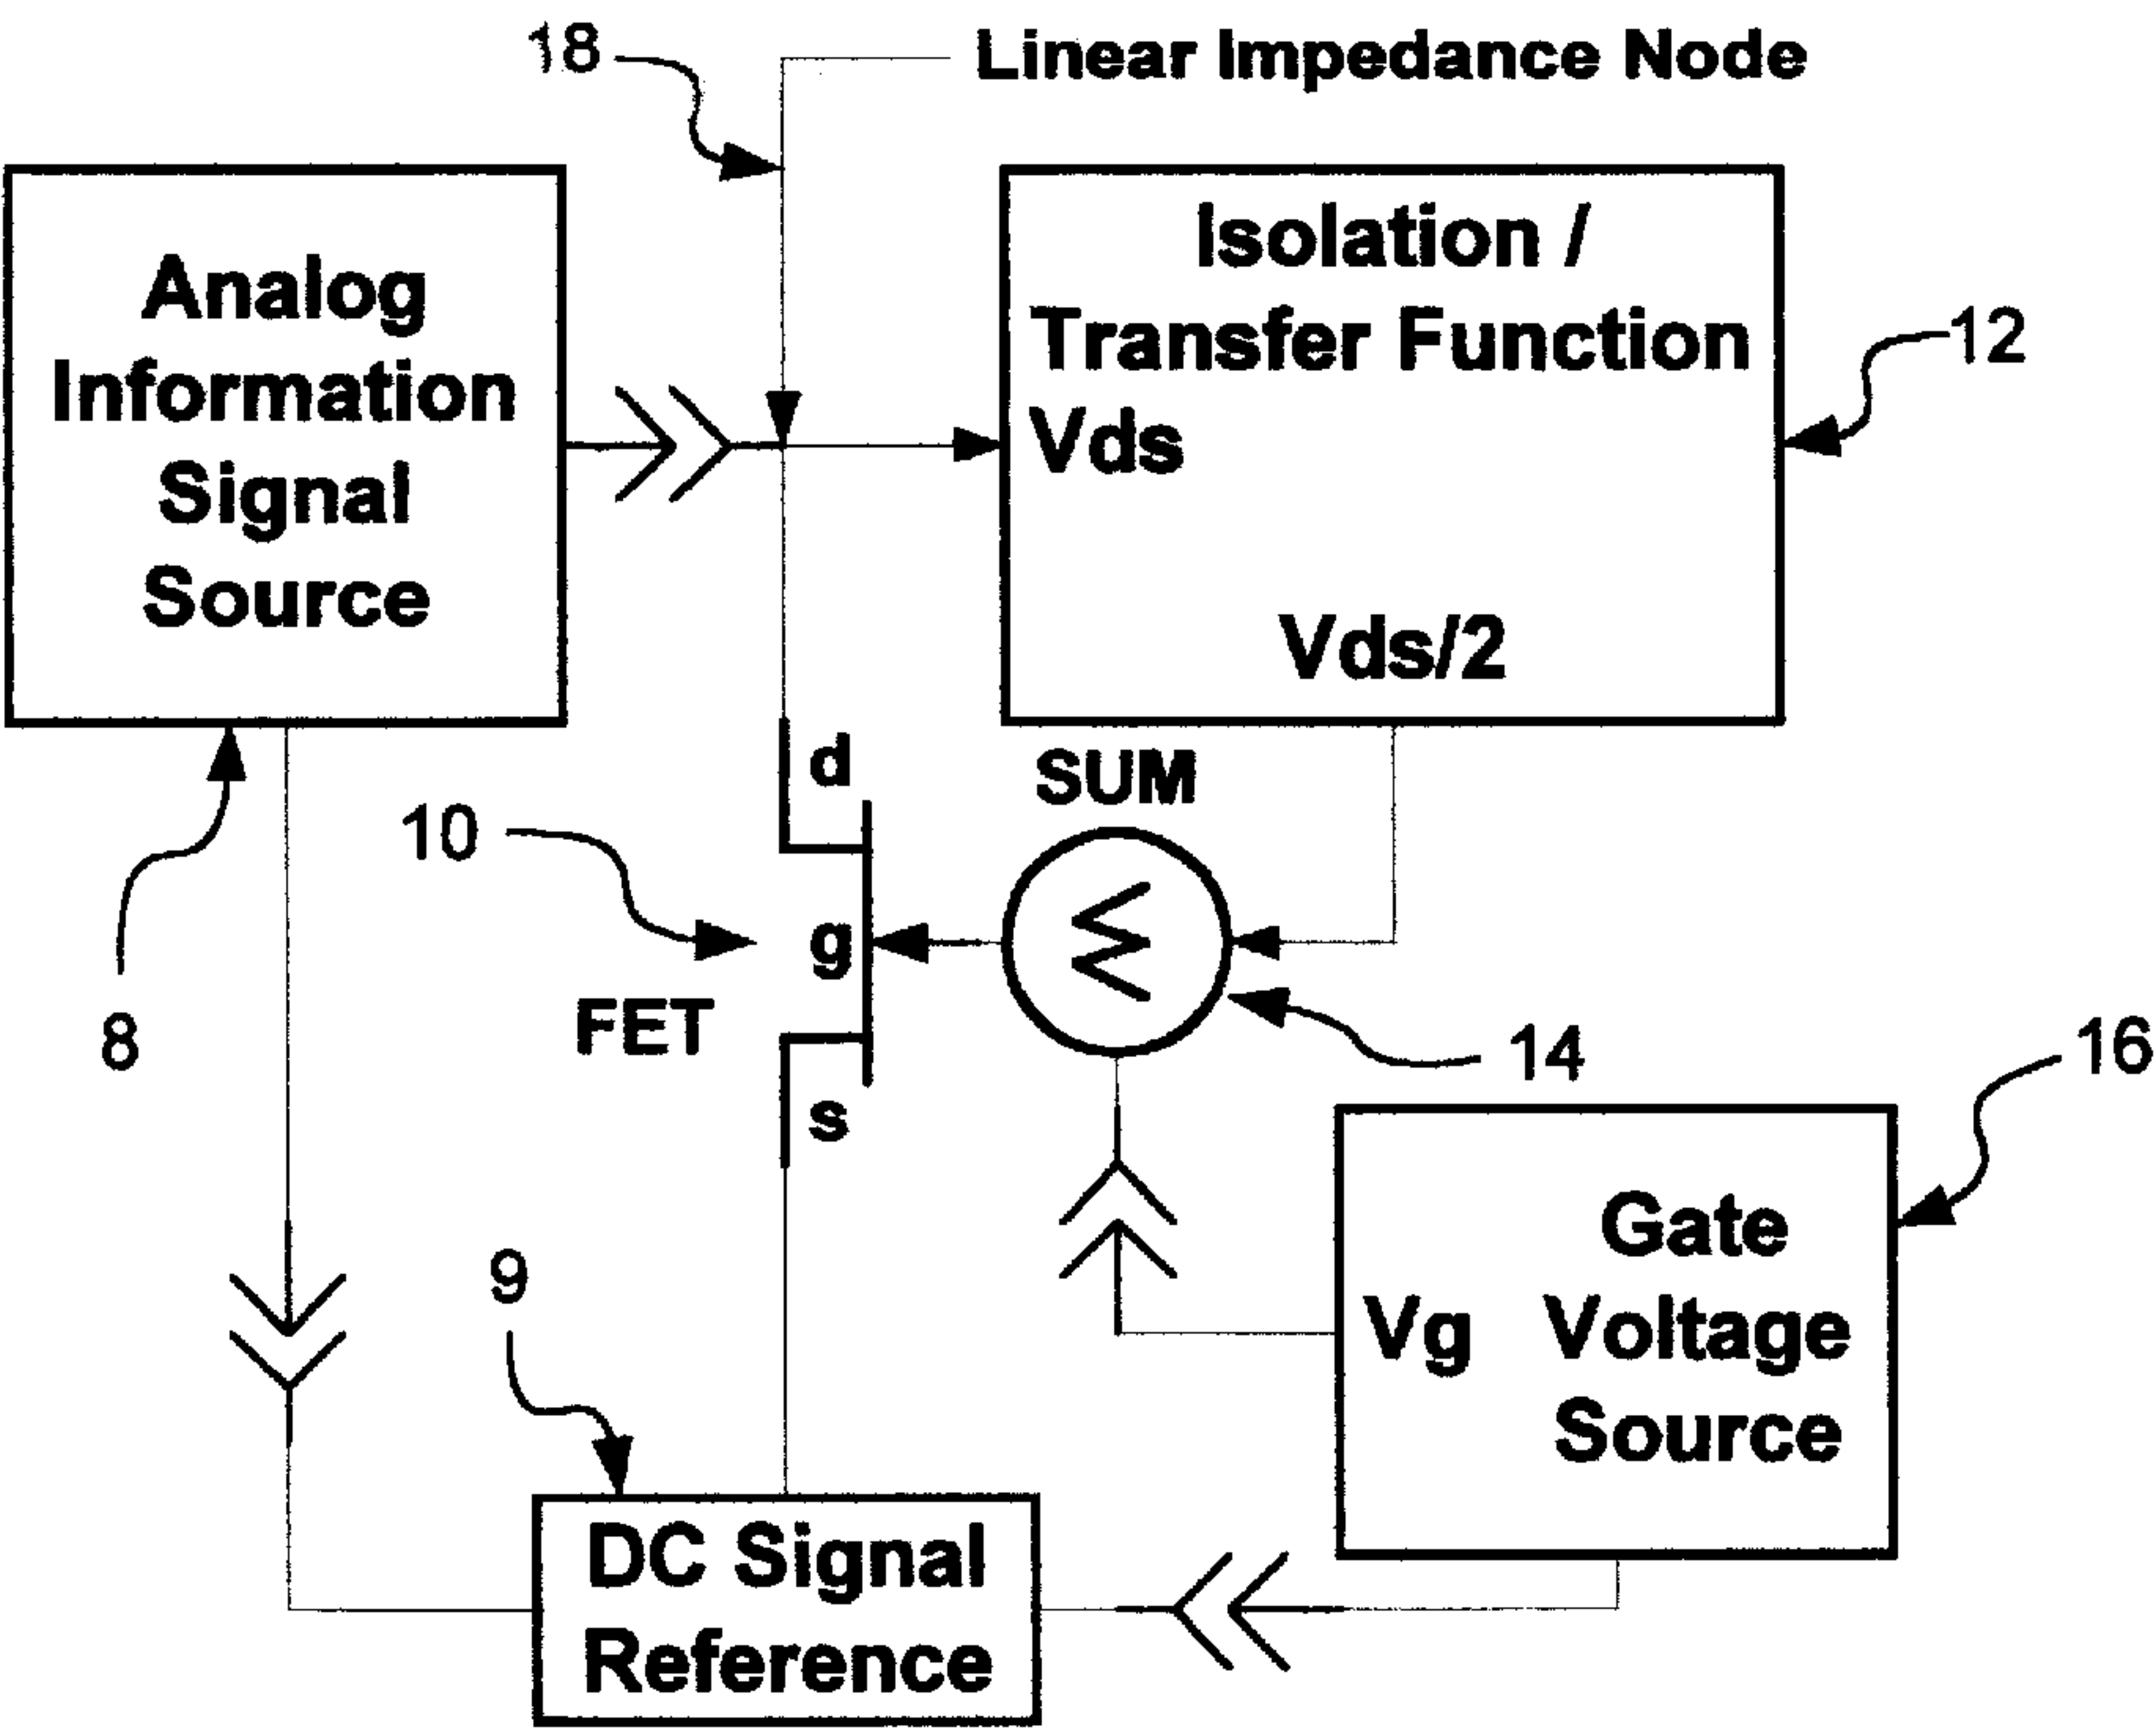 18
Linear Impedance Node
Analog
Information
Signal
Source
Isolation /
Transfer Function
Vds
Vds/2
12
d
SUM
10
g
Σ
FET
s
8
14
16
9
Gate
Vg Voltage
Source
DC Signal
Reference